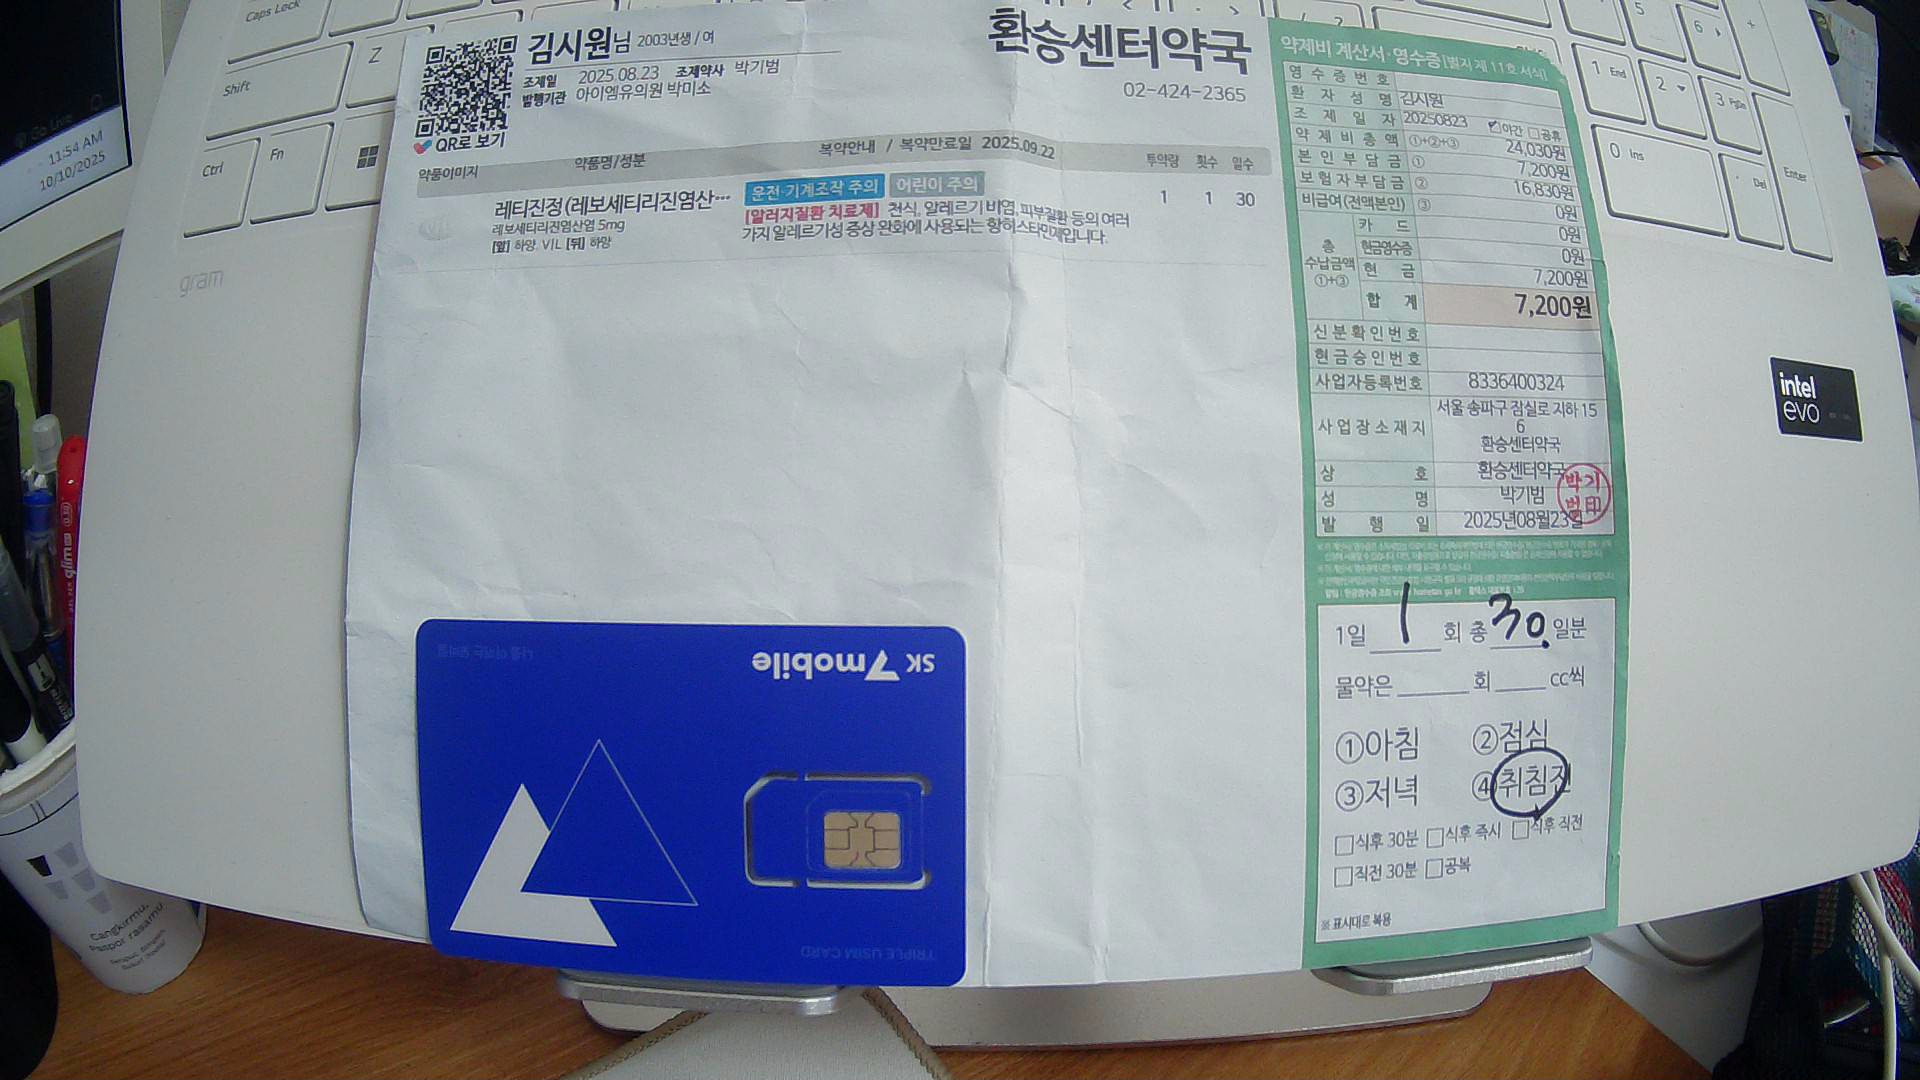 Caps Lock
Shift
Z
Ctrl
Fn
11:54 AM
10/10/2025
gram
5
6
+
1 End
2
3 PgDn
0 Ins
Del
Enter
intel
evo
김시원님 2003년생 / 여
조제일 2025.08.23 조제약사 박기범
발행기관 아이엠유의원 박미소
QR로 보기
환승센터약국
02-424-2365
약품이미지 약품명/성분 복약안내 / 복약만료일 2025.09.22 투약량 횟수 일수
레티진정(레보세티리진염산… 운전·기계조작 주의 어린이 주의 1 1 30
레보세티리진염산염 5mg
[앞] 하양. VIL [뒤] 하양
[알러지질환 치료제] 천식, 알레르기 비염, 피부질환 등의 여러
가지 알레르기성 증상 완화에 사용되는 항히스타민제입니다.
약제비 계산서·영수증[별지 제 11호 서식]
영수증번호
환자성명 김시원
조제일자 20250823 야간 공휴
약제비총액 ①+②+③ 24,030원
본인부담금 ① 7,200원
보험자부담금 ② 16,830원
비급여(전액본인) ③ 0원
총수납금액 ①+③
카드 0원
현금영수증 0원
현금 7,200원
합계 7,200원
신분확인번호
현금승인번호
사업자등록번호 8336400324
사업장소재지 서울 송파구 잠실로 지하 15
6
환승센터약국
상호 환승센터약국
성명 박기범
발행일 2025년08월23일
박기범印
1일 1 회 총 30. 일분
물약은 회 cc씩
①아침 ②점심
③저녁 ④취침전
식후 30분 식후 즉시 식후 직전
직전 30분 공복
※ 표시대로 복용
SK 7mobile
TRIPLE USIM CARD
Cangkirmu,